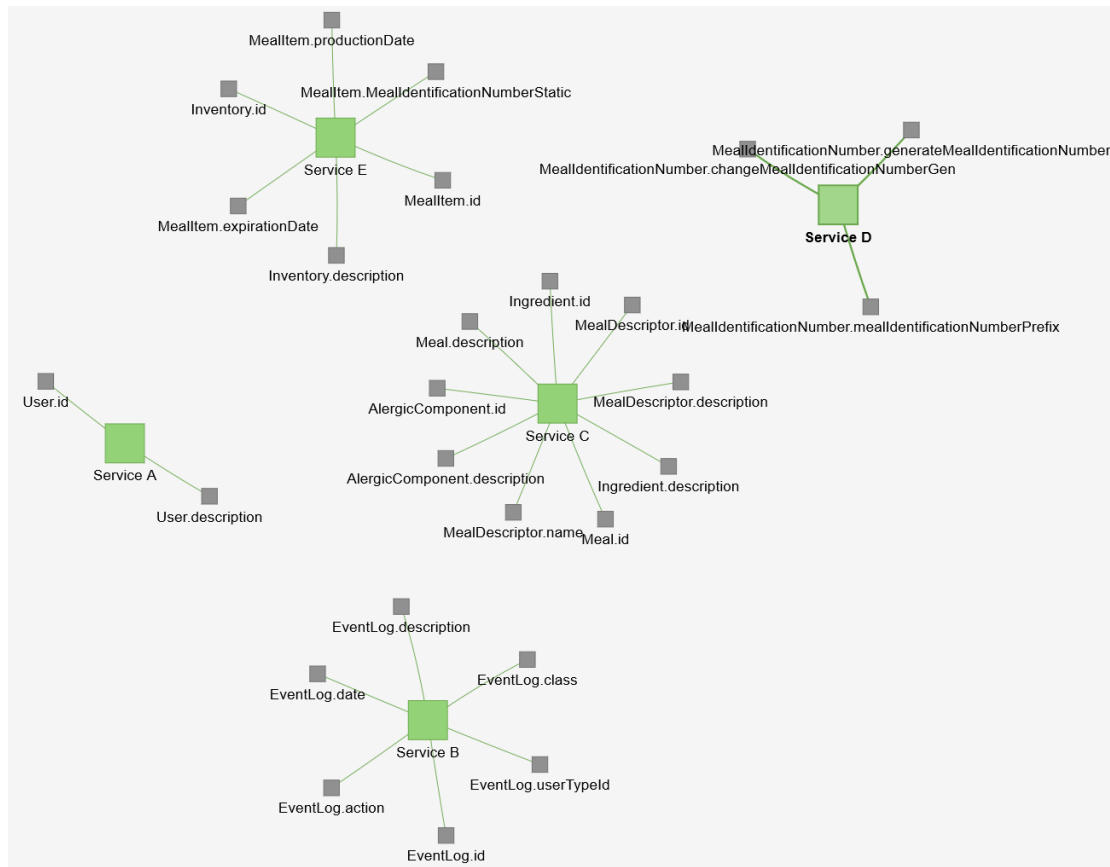 MealItem.productionDate
MealItem.MealIdentificationNumberStatic
Inventory.id
Service E
MealItem.id
MealItem.expirationDate
Inventory.description
MealIdentificationNumber.generateMealIdentificationNumber
MealIdentificationNumber.changeMealIdentificationNumberGen
Service D
MealIdentificationNumber.mealIdentificationNumberPrefix
Ingredient.id
MealDescriptor.id
Meal.description
AlergicComponent.id
MealDescriptor.description
Service C
AlergicComponent.description
Ingredient.description
MealDescriptor.name
Meal.id
User.id
Service A
User.description
EventLog.description
EventLog.class
EventLog.date
Service B
EventLog.userTypeId
EventLog.action
EventLog.id